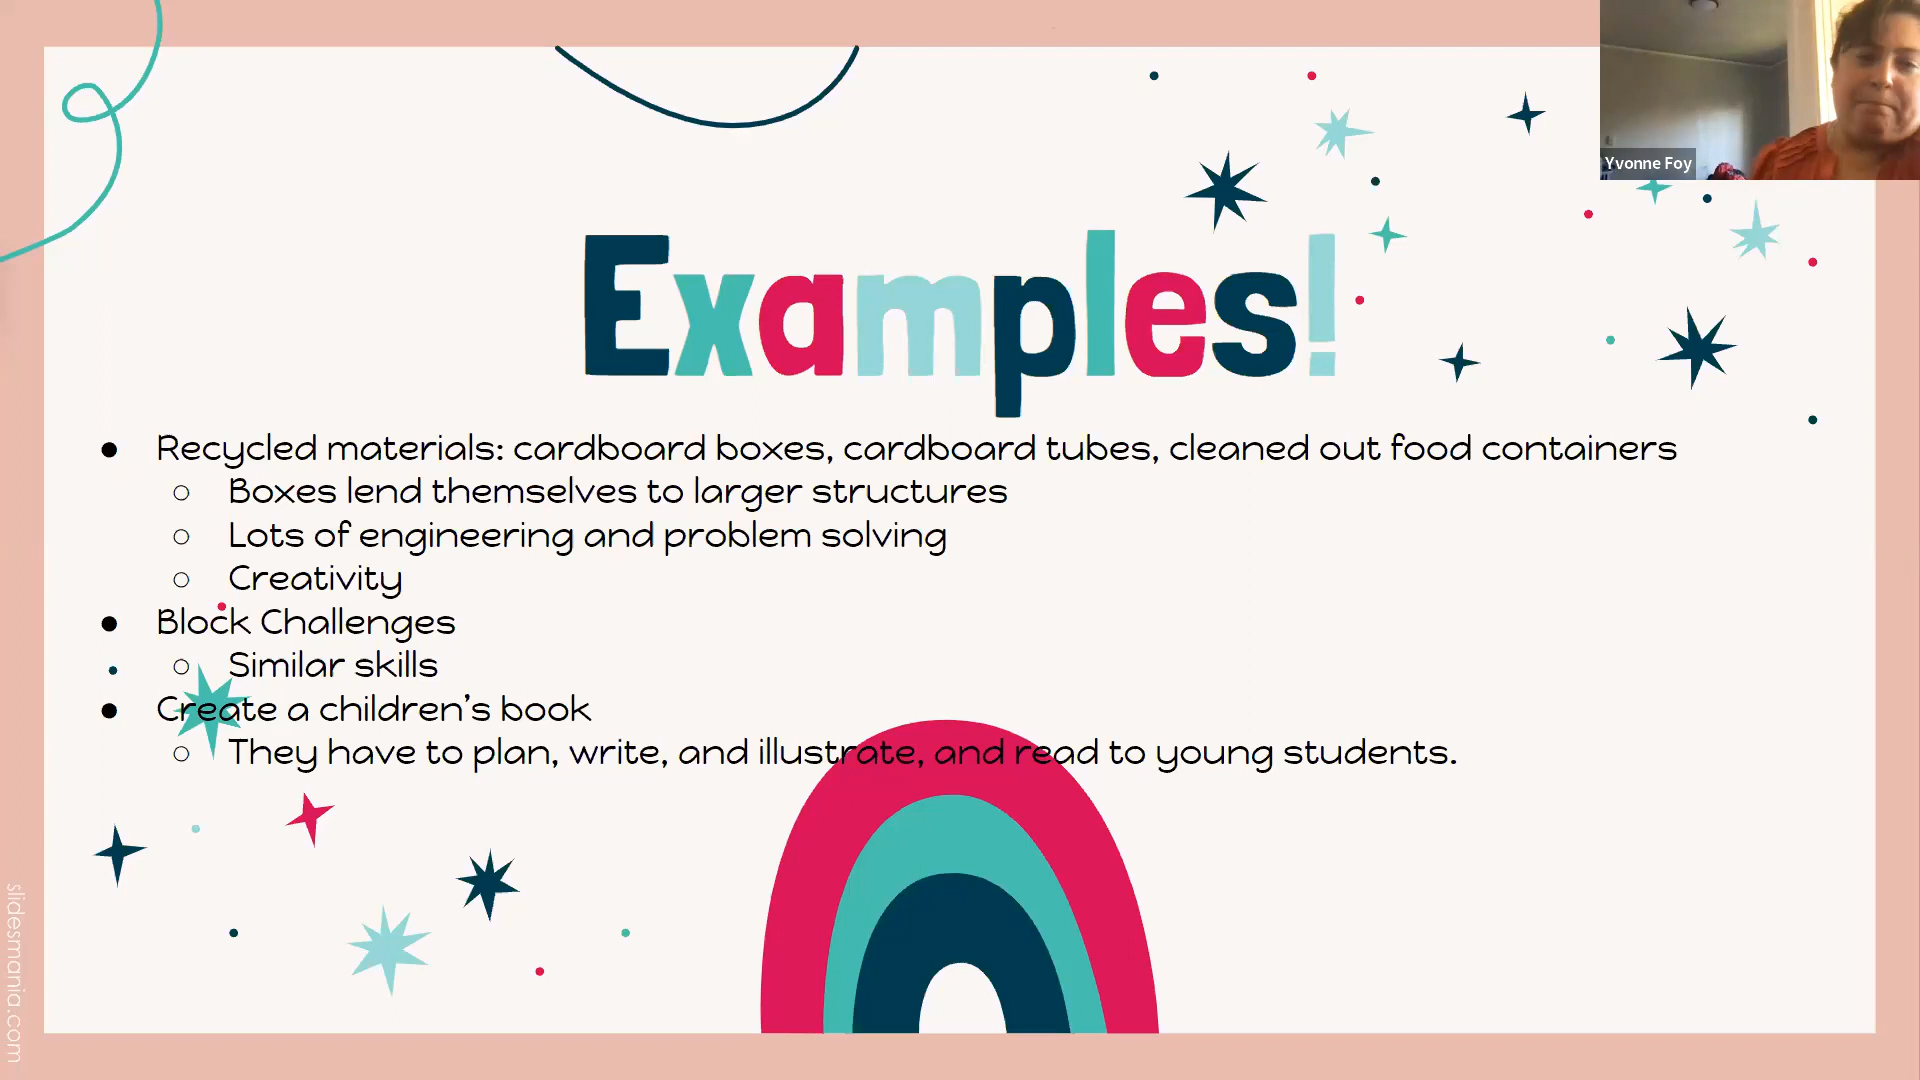 Yvonne Foy
Examples!
● Recycled materials: cardboard boxes, cardboard tubes, cleaned out food containers
○ Boxes lend themselves to larger structures
○ Lots of engineering and problem solving
○ Creativity
● Block Challenges
○ Similar skills
● Create a children's book
○ They have to plan, write, and illustrate, and read to young students.
slidesmania.com